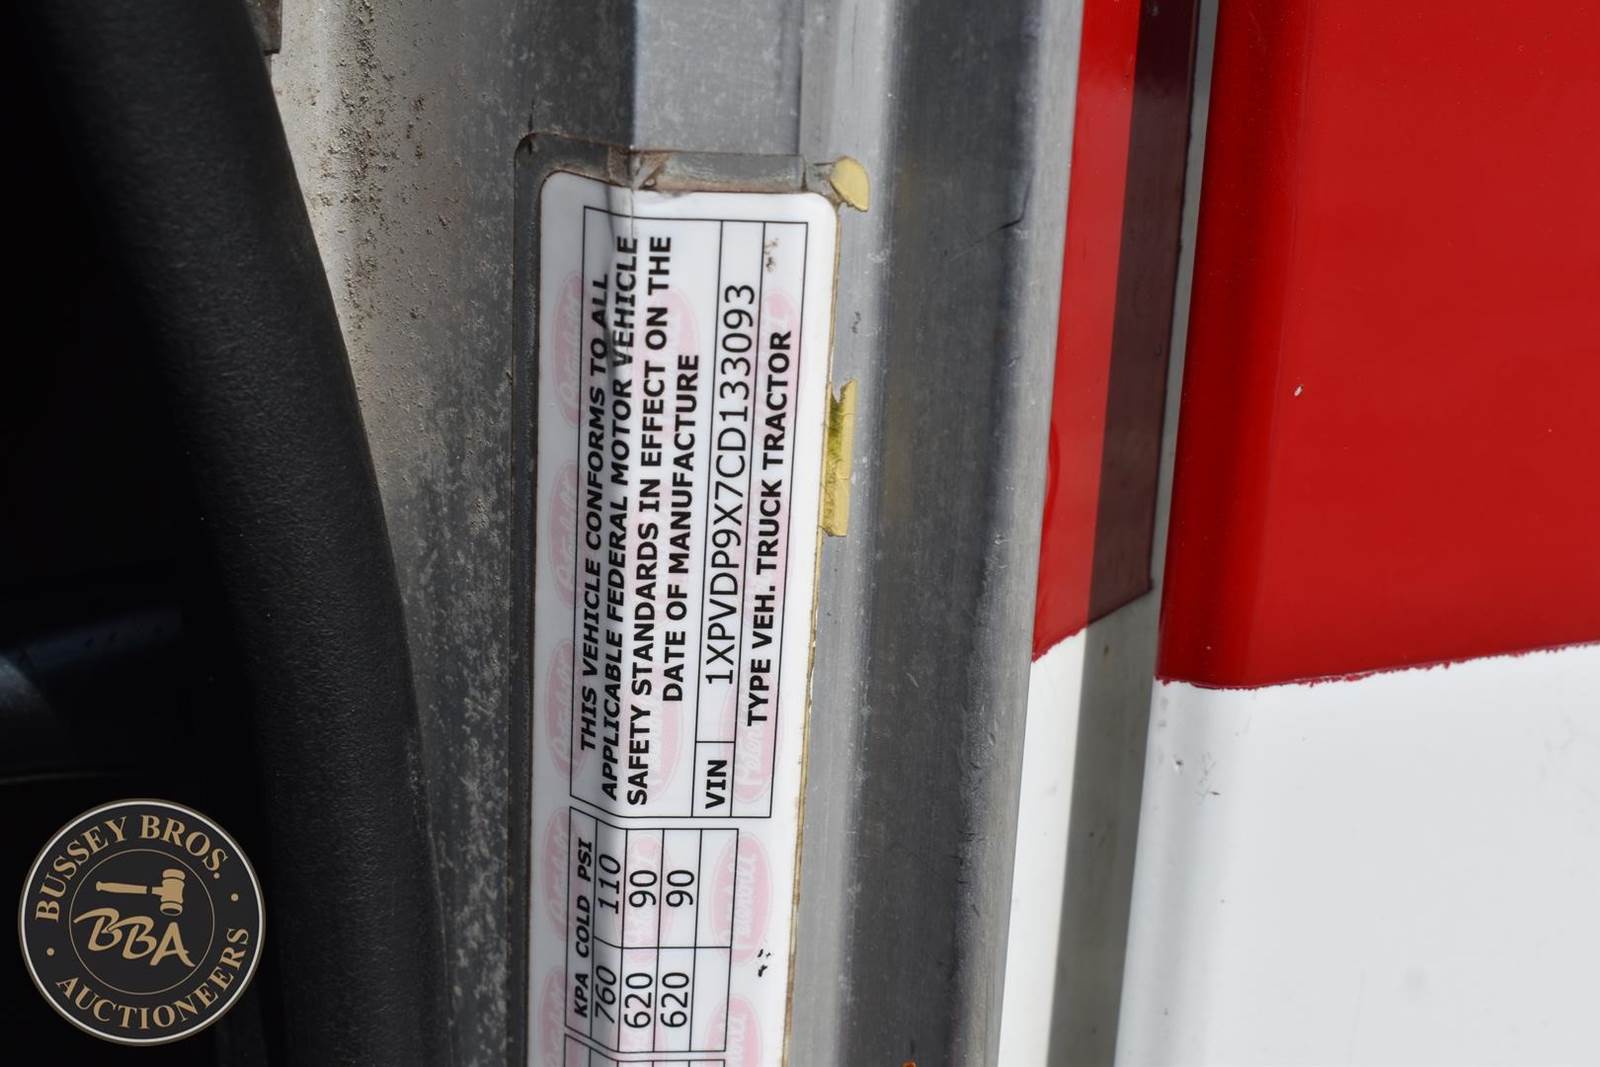 THIS VEHICLE CONFORMS TO ALL
APPLICABLE FEDERAL MOTOR VEHICLE
SAFETY STANDARDS IN EFFECT ON THE
DATE OF MANUFACTURE
VIN 1XPVDP9X7CD133093
TYPE VEH. TRUCK TRACTOR
KPA COLD PSI
760 110
620 90
620 90
Peterbilt
BUSSEY BROS.
BBA
AUCTIONEERS